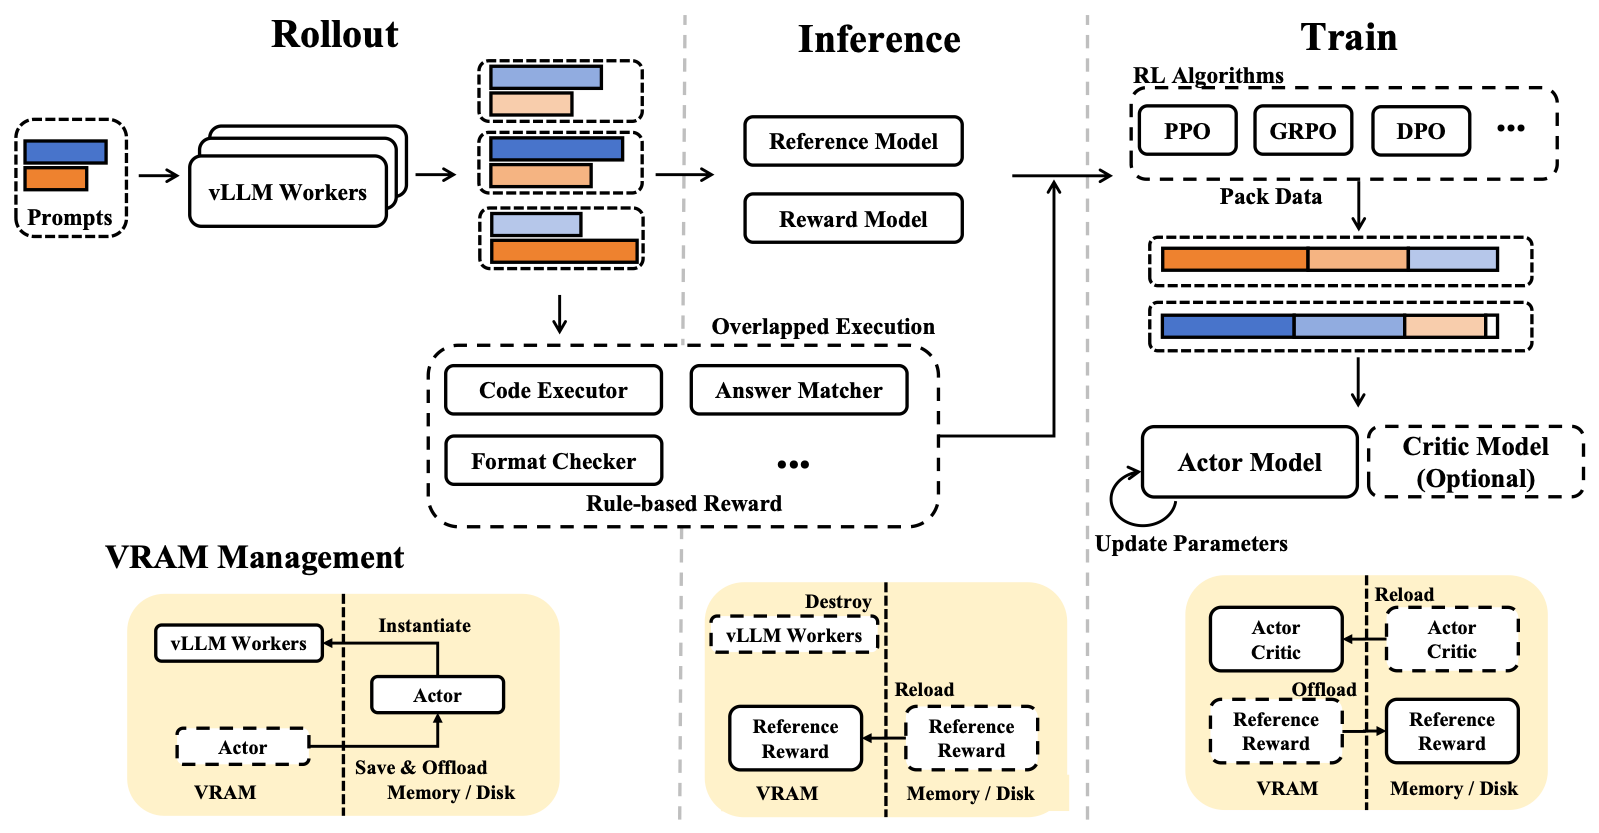 Rollout
Inference
Train
RL Algorithms
PPO
GRPO
DPO
...
Prompts
vLLM Workers
Reference Model
Reward Model
Pack Data
Overlapped Execution
Code Executor
Answer Matcher
Format Checker
...
Rule-based Reward
Actor Model
Critic Model
(Optional)
Update Parameters
VRAM Management
vLLM Workers
Instantiate
Actor
Actor
Save & Offload
VRAM
Memory / Disk
Destroy
vLLM Workers
Reload
Reference
Reward
Reference
Reward
VRAM
Memory / Disk
Reload
Actor
Critic
Actor
Critic
Offload
Reference
Reward
Reference
Reward
VRAM
Memory / Disk